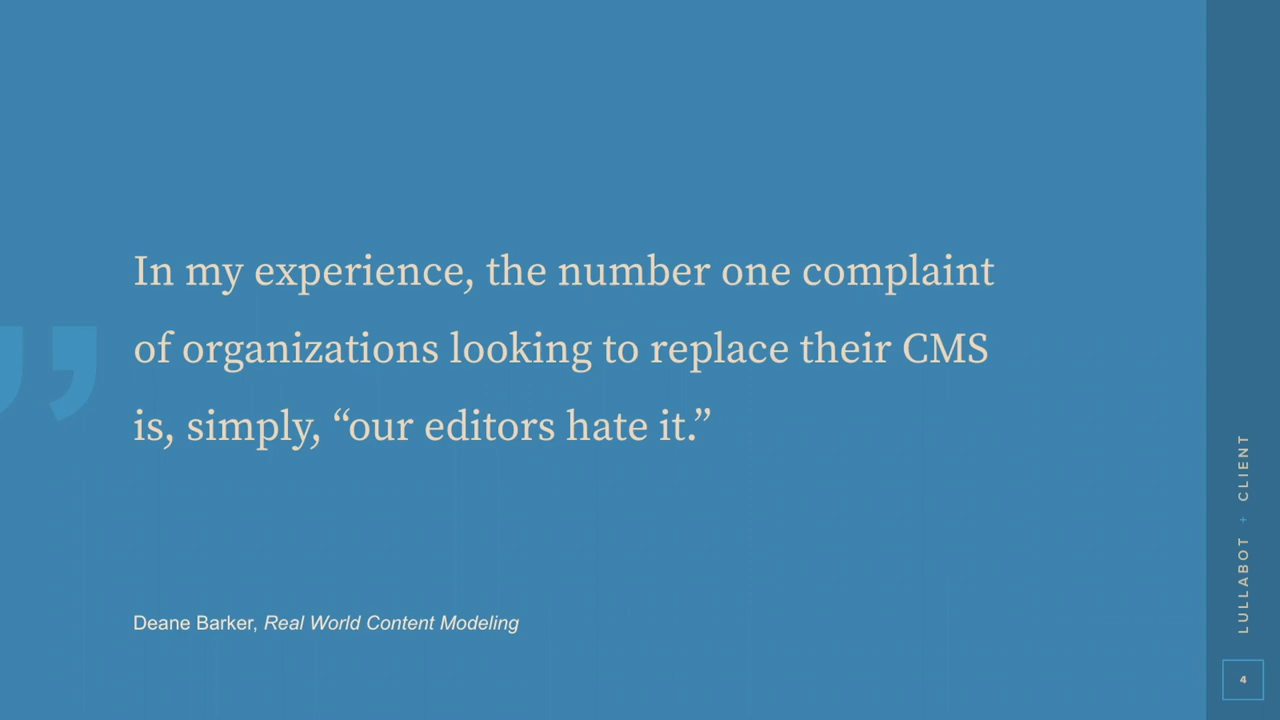 In my experience, the number one complaint
of organizations looking to replace their CMS
is, simply, “our editors hate it.”
Deane Barker, Real World Content Modeling
LULLABOT + CLIENT
4